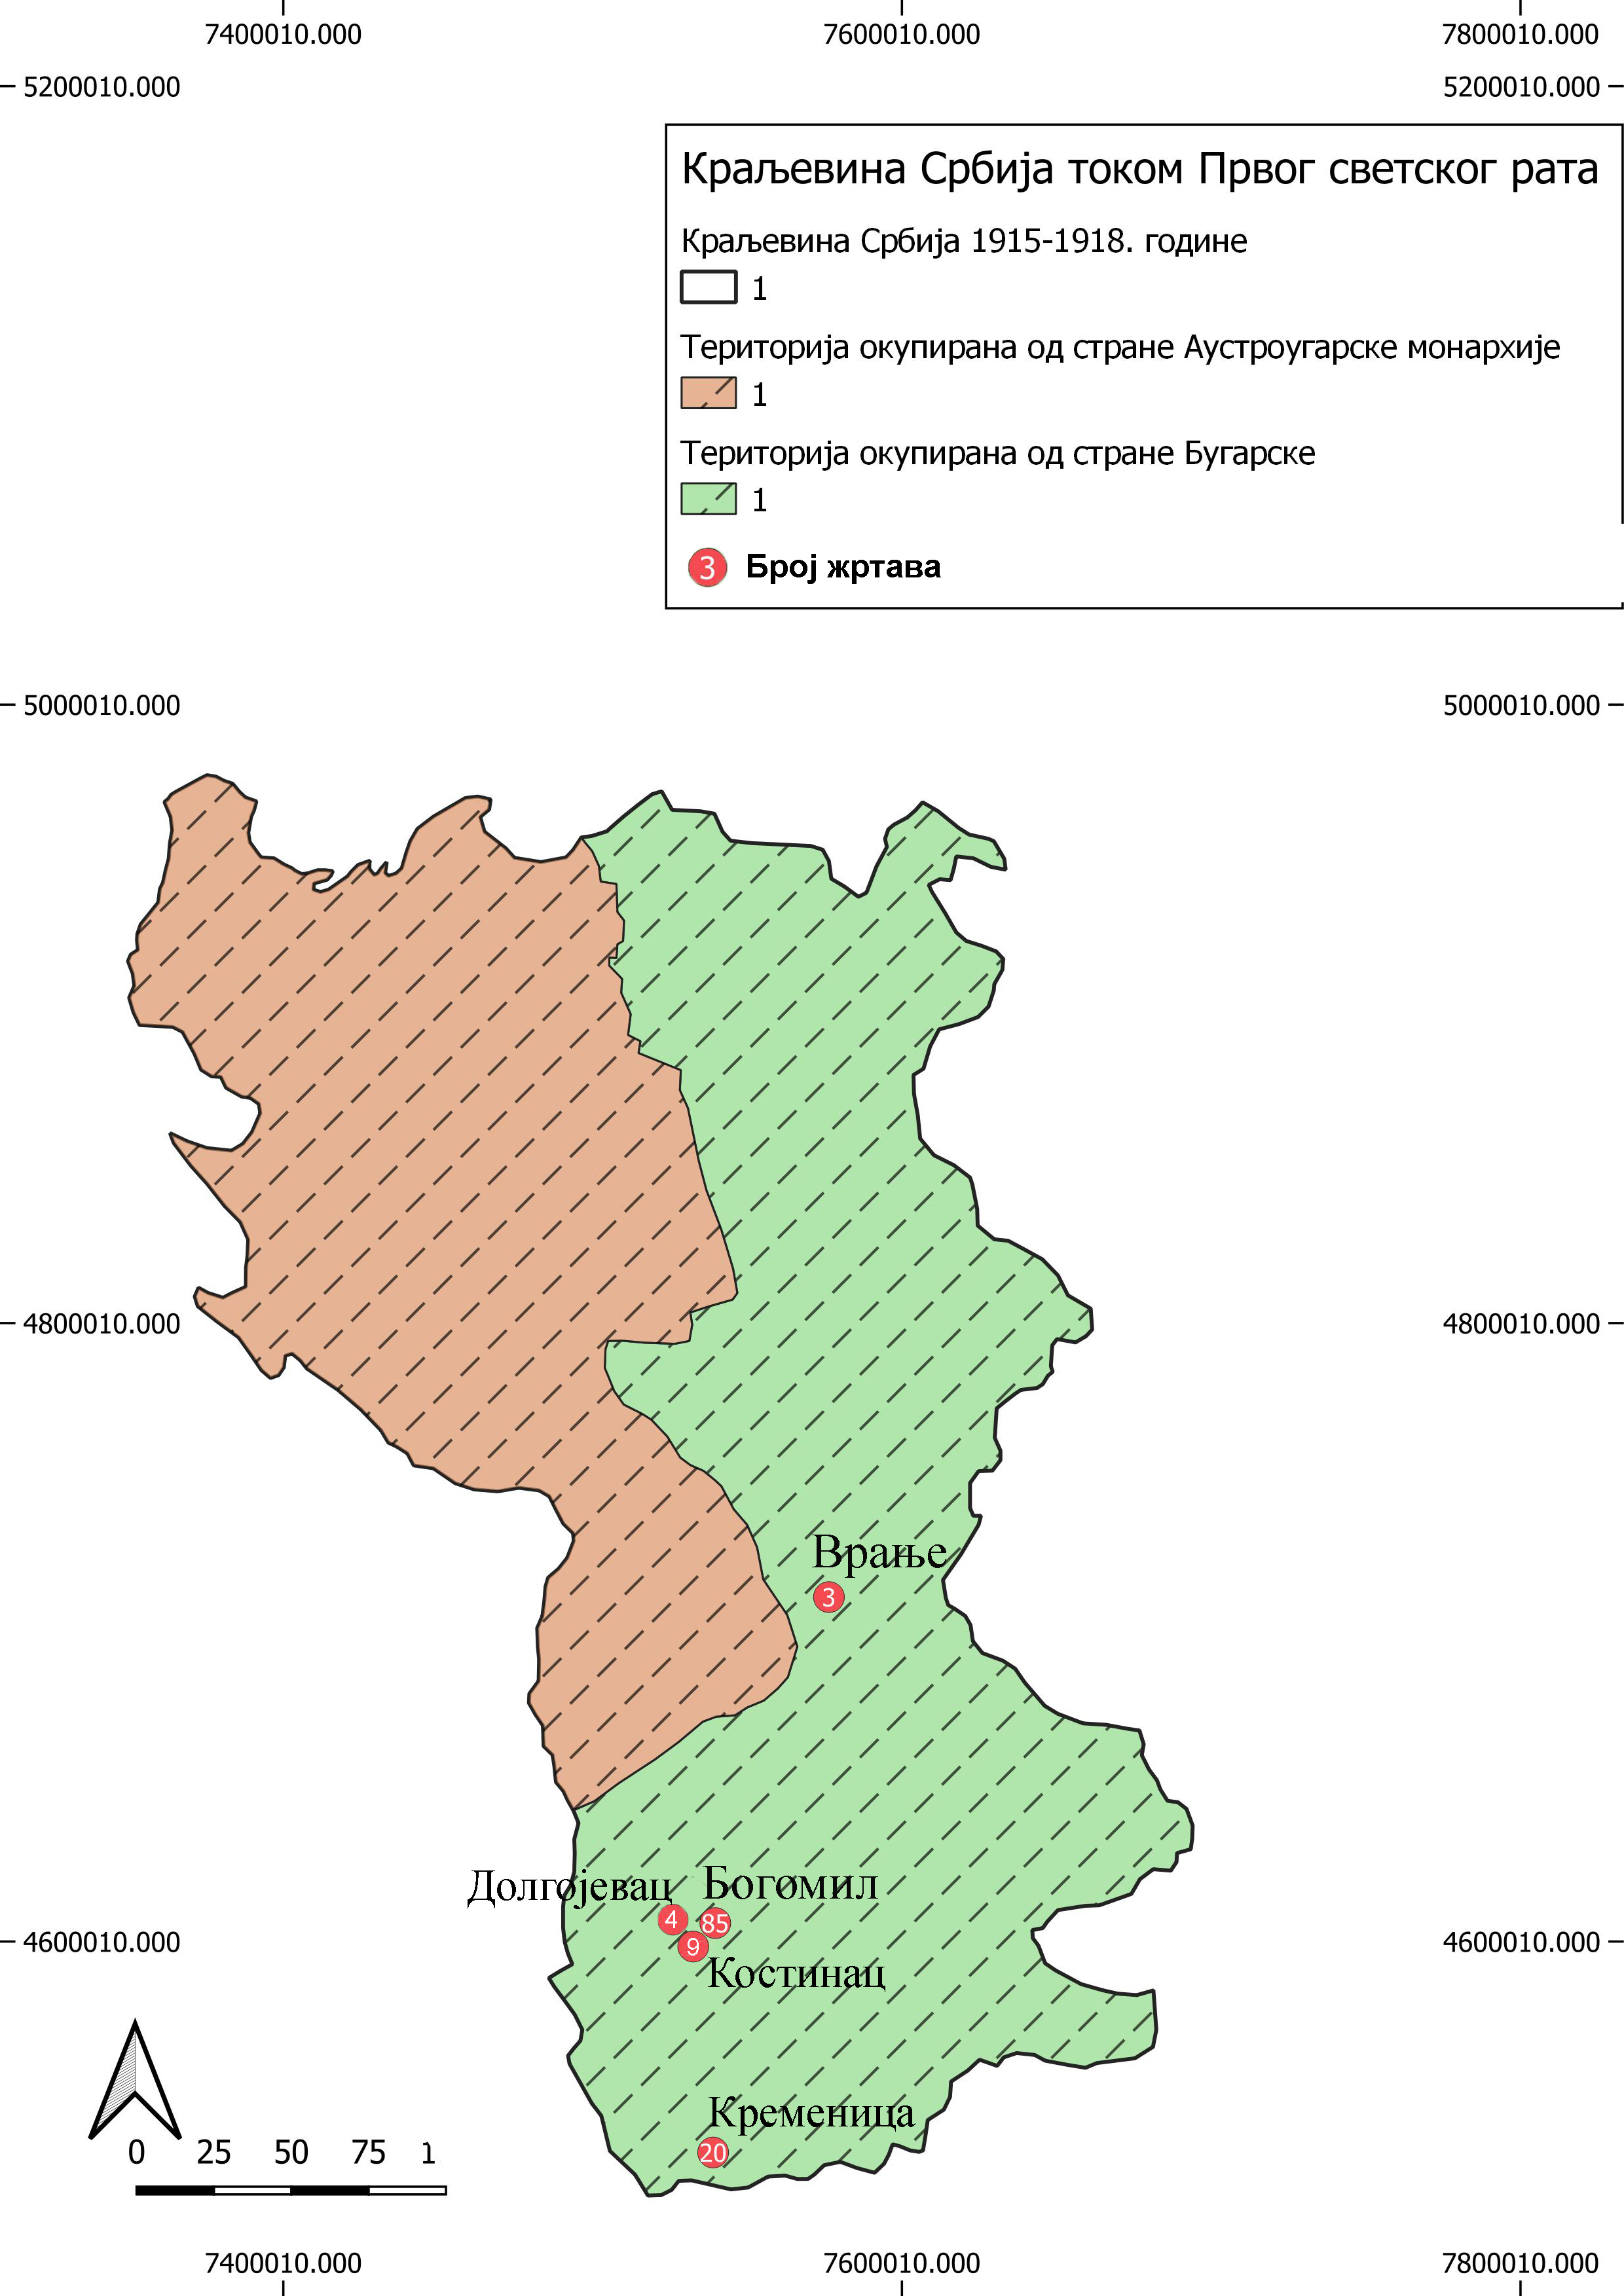 7400010.000 7600010.000 7800010.000
5200010.000 5200010.000
Краљевина Србија током Првог светског рата
Краљевина Србија 1915-1918. године
1
Територија окупирана од стране Аустроугарске монархије
1
Територија окупирана од стране Бугарске
1
3 Број жртава
5000010.000 5000010.000
4800010.000 4800010.000
Врање
3
Долгојевац Богомил
4 85
9
4600010.000 4600010.000
Костинац
Кременица
20
0 25 50 75
7400010.000 7600010.000 7800010.000